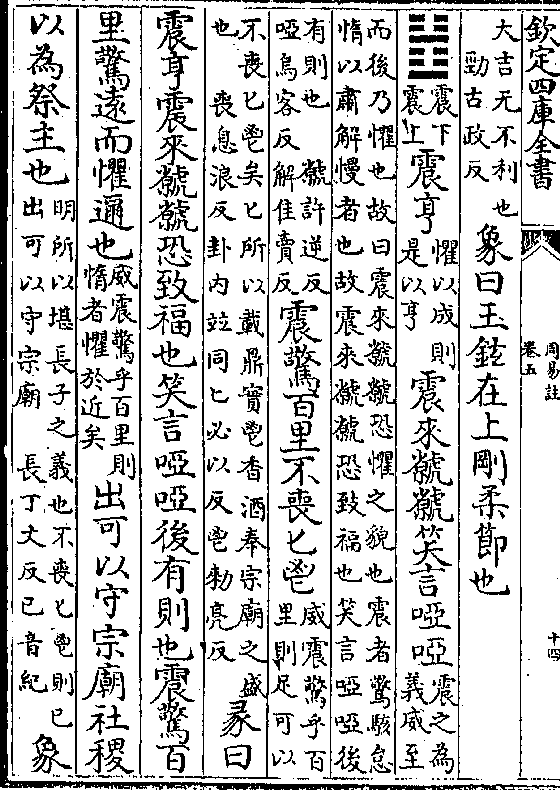 欽定四庫全書
周易註
卷五
十四
大吉无不利也
勁古政反
象曰王鉉在上剛柔節也
䷲
震下
震上
震亨
懼以成則
是以亨
震來虩虩笑言啞啞
震之為
義威至
而後乃懼也故曰震來虩虩恐懼之貌也震者驚駭怠
惰以肅解慢者也故震來虩虩恐致福也笑言啞啞後
有則也 虩許逆反
啞烏客反解佳賣反
震驚百里不喪匕鬯
威震驚乎百
里則足可以
不喪匕鬯矣匕所以載鼎實鬯香酒奉宗廟之盛
也 喪息浪反卦内竝同匕必以反鬯勑亮反
彖曰
震亨震來虩虩恐致福也笑言啞啞後有則也震驚百
里驚遠而懼邇也
威震驚乎百里則
惰者懼於近矣
出可以守宗廟社稷
以為祭主也
明所以堪長子之義也不喪匕鬯則已
出可以守宗廟 長丁丈反已音紀
象